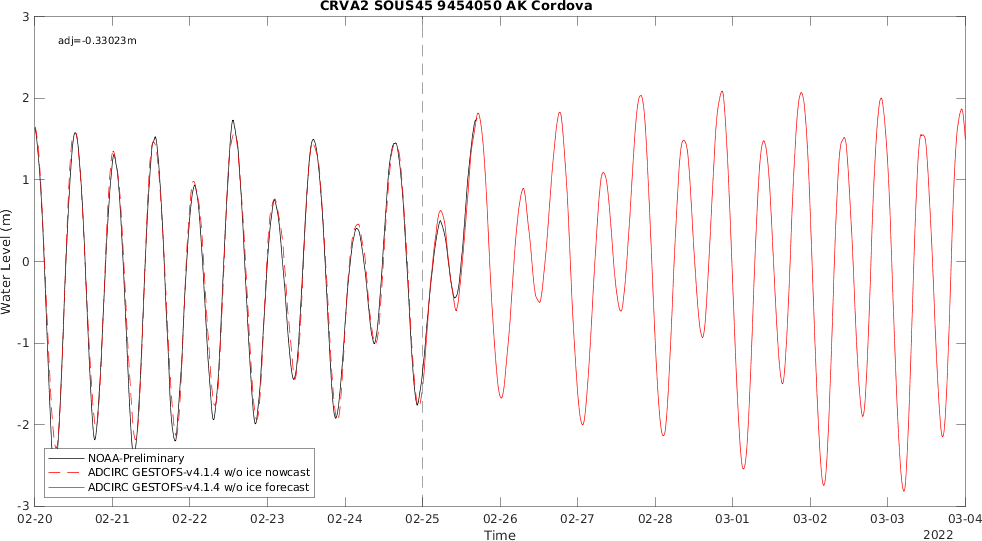 CRVA2 SOUS45 9454050 AK Cordova
adj=-0.33023m
3
2
1
0
-1
-2
-3
Water Level (m)
NOAA-Preliminary
ADCIRC GESTOFS-v4.1.4 w/o ice nowcast
ADCIRC GESTOFS-v4.1.4 w/o ice forecast
02-20 02-21 02-22 02-23 02-24 02-25 02-26 02-27 02-28 03-01 03-02 03-03 03-04
Time
2022